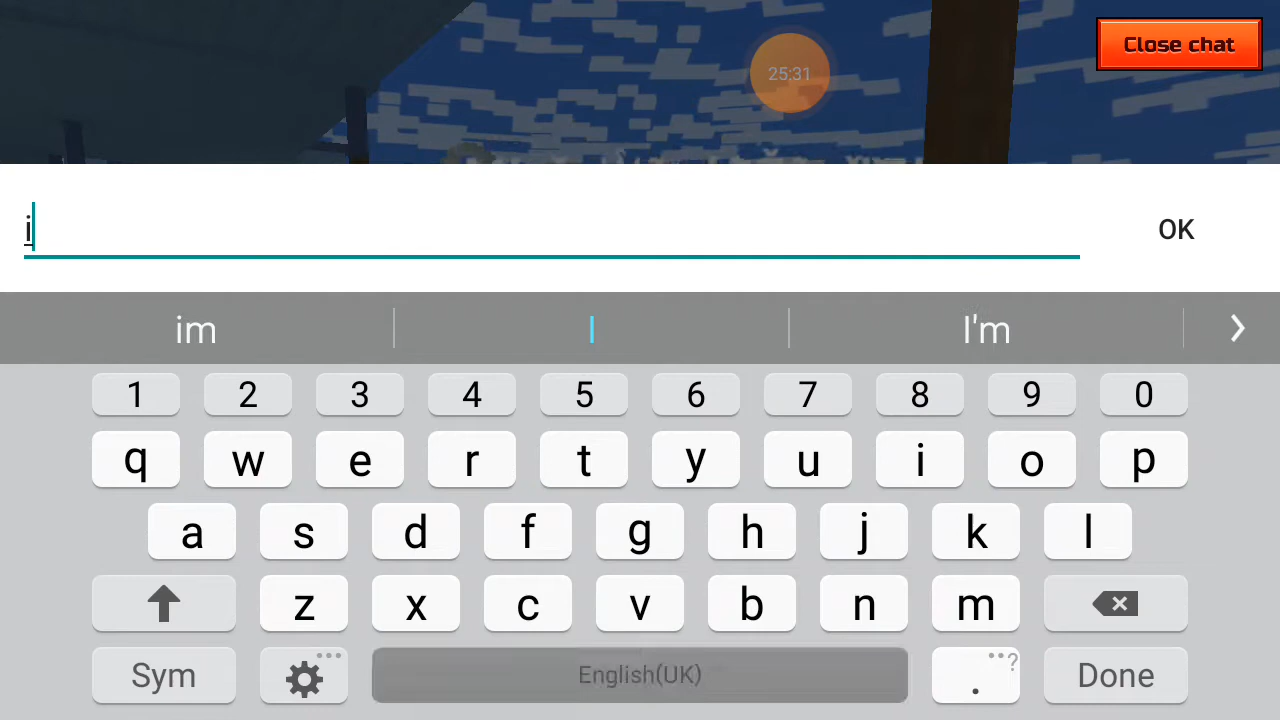 Close chat
25:31
i
OK
im I I'm
1 2 3 4 5 6 7 8 9 0
q w e r t y u i o p
a s d f g h j k l
z x c v b n m
Sym English(UK) . ? Done